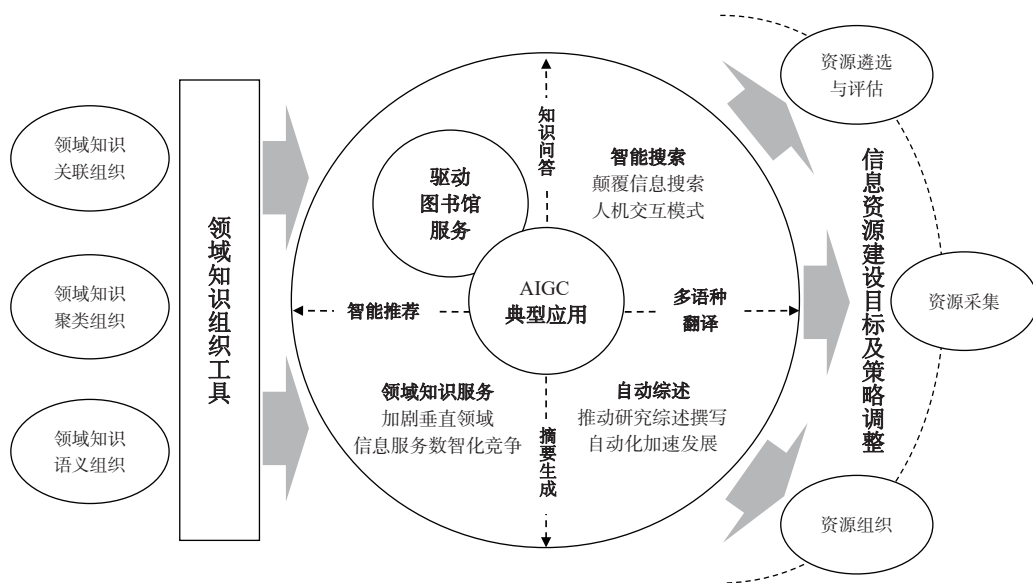 领域知识
关联组织
领域知识
聚类组织
领域知识
语义组织
领域知识组织工具
驱动
图书馆
服务
知识问答
智能搜索
颠覆信息搜索
人机交互模式
智能推荐
AIGC
典型应用
多语种
翻译
领域知识服务
加剧垂直领域
信息服务数智化竞争
摘要生成
自动综述
推动研究综述撰写
自动化加速发展
信息资源建设目标及策略调整
资源遴选
与评估
资源采集
资源组织